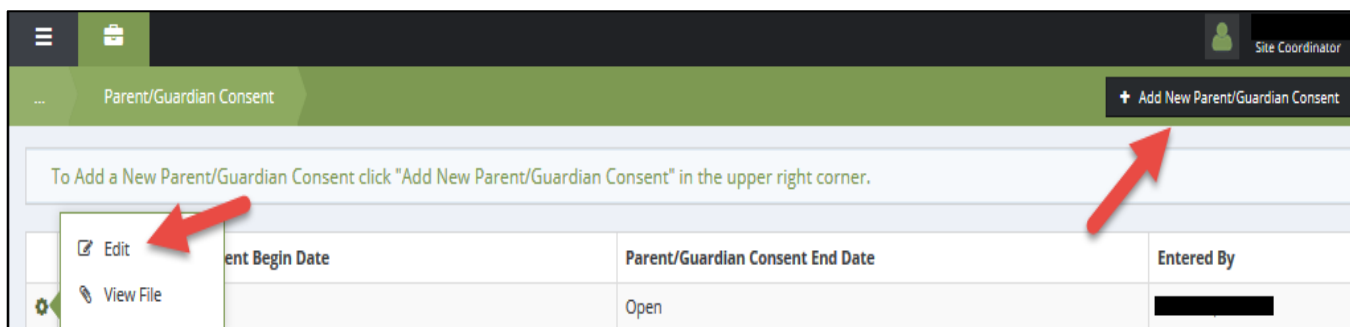 Site Coordinator
... Parent/Guardian Consent
+ Add New Parent/Guardian Consent
To Add a New Parent/Guardian Consent click "Add New Parent/Guardian Consent" in the upper right corner.
Edit
ent Begin Date Parent/Guardian Consent End Date Entered By
View File
Open